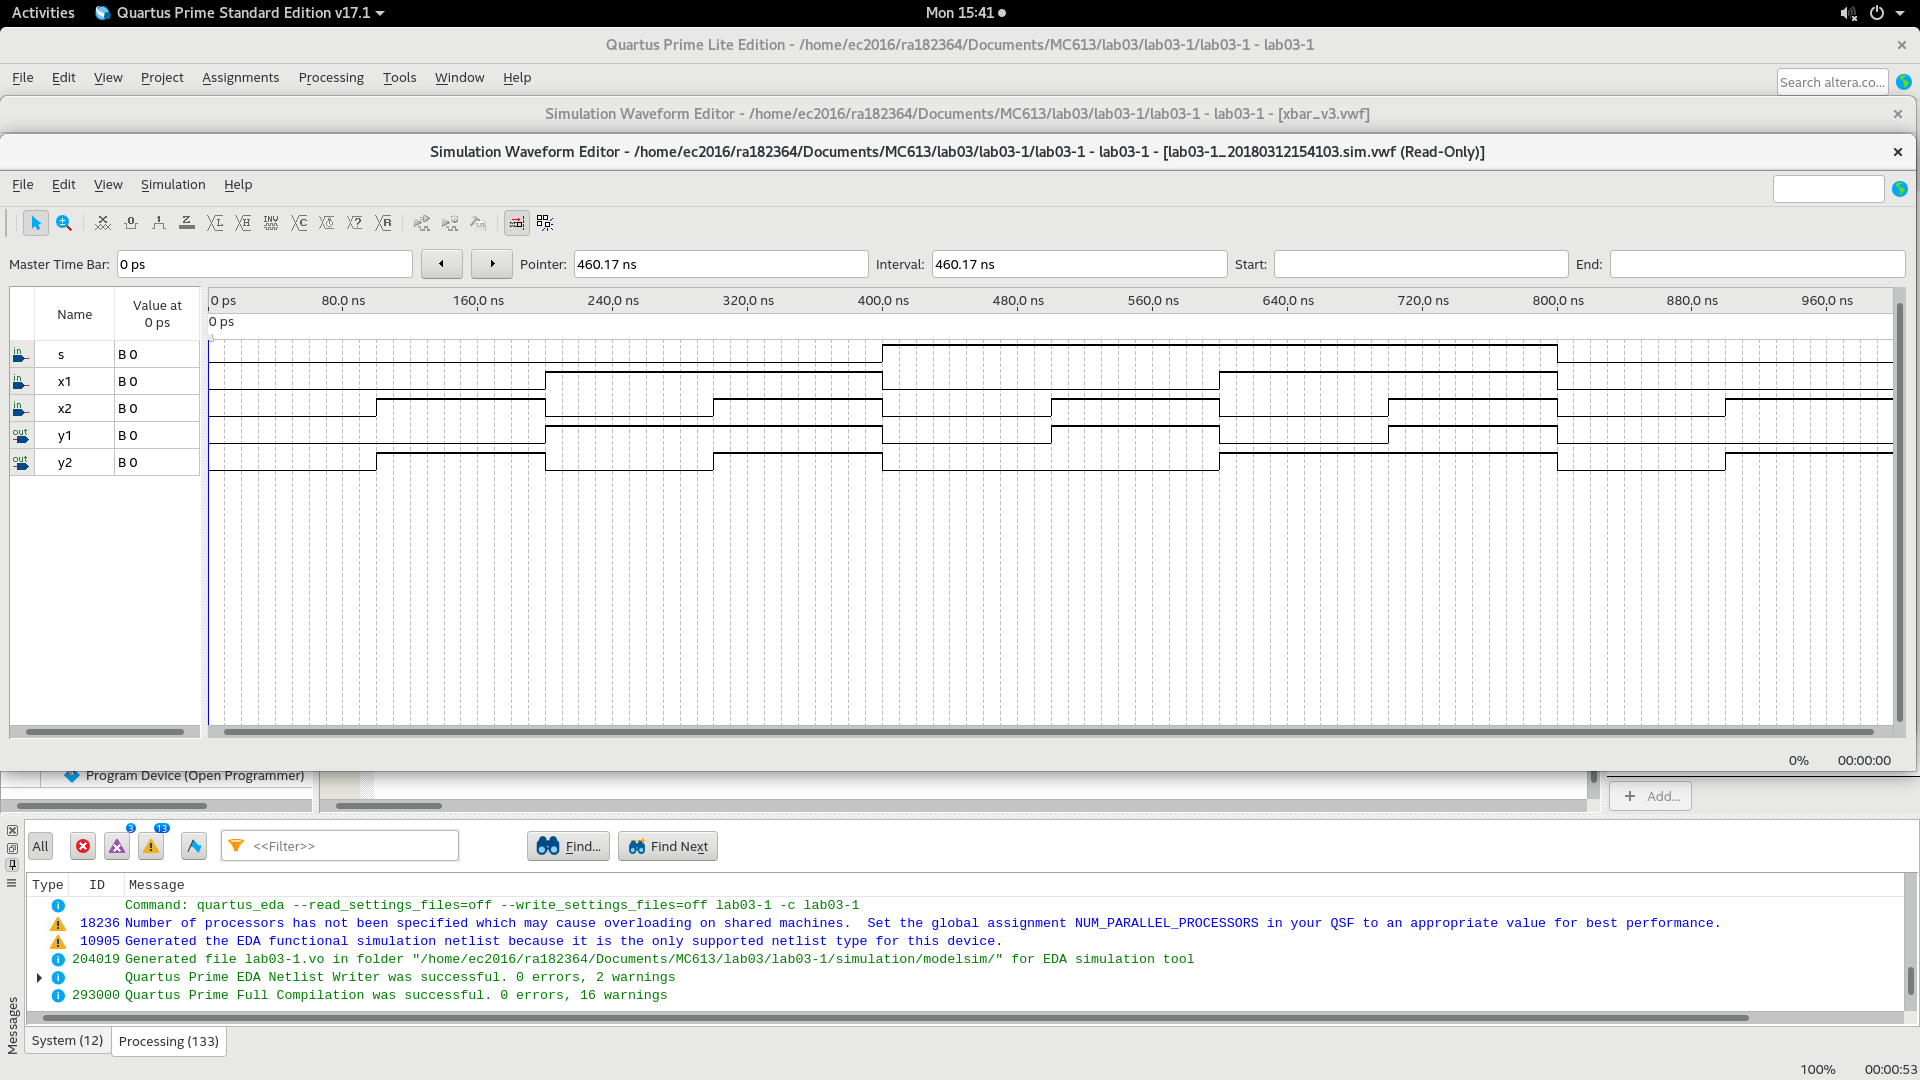 Activities Quartus Prime Standard Edition v17.1 Mon 15:41
Quartus Prime Lite Edition - /home/ec2016/ra182364/Documents/MC613/lab03/lab03-1/lab03-1 - lab03-1
File Edit View Project Assignments Processing Tools Window Help Search altera.co...
Simulation Waveform Editor - /home/ec2016/ra182364/Documents/MC613/lab03/lab03-1/lab03-1 - lab03-1 - [xbar_v3.vwf]
Simulation Waveform Editor - /home/ec2016/ra182364/Documents/MC613/lab03/lab03-1/lab03-1 - lab03-1 - [lab03-1_20180312154103.sim.vwf (Read-Only)]
File Edit View Simulation Help
Master Time Bar: 0 ps Pointer: 460.17 ns Interval: 460.17 ns Start: End:
Name Value at 0 ps
0 ps 80.0 ns 160.0 ns 240.0 ns 320.0 ns 400.0 ns 480.0 ns 560.0 ns 640.0 ns 720.0 ns 800.0 ns 880.0 ns 960.0 ns
0 ps
in s B 0
in x1 B 0
in x2 B 0
out y1 B 0
out y2 B 0
0% 00:00:00
Program Device (Open Programmer)
Add...
3 13
All <<Filter>> Find... Find Next
Type ID Message
Command: quartus_eda --read_settings_files=off --write_settings_files=off lab03-1 -c lab03-1
18236 Number of processors has not been specified which may cause overloading on shared machines.  Set the global assignment NUM_PARALLEL_PROCESSORS in your QSF to an appropriate value for best performance.
10905 Generated the EDA functional simulation netlist because it is the only supported netlist type for this device.
204019 Generated file lab03-1.vo in folder "/home/ec2016/ra182364/Documents/MC613/lab03/lab03-1/simulation/modelsim/" for EDA simulation tool
Quartus Prime EDA Netlist Writer was successful. 0 errors, 2 warnings
293000 Quartus Prime Full Compilation was successful. 0 errors, 16 warnings
Messages
System (12) Processing (133)
100% 00:00:53